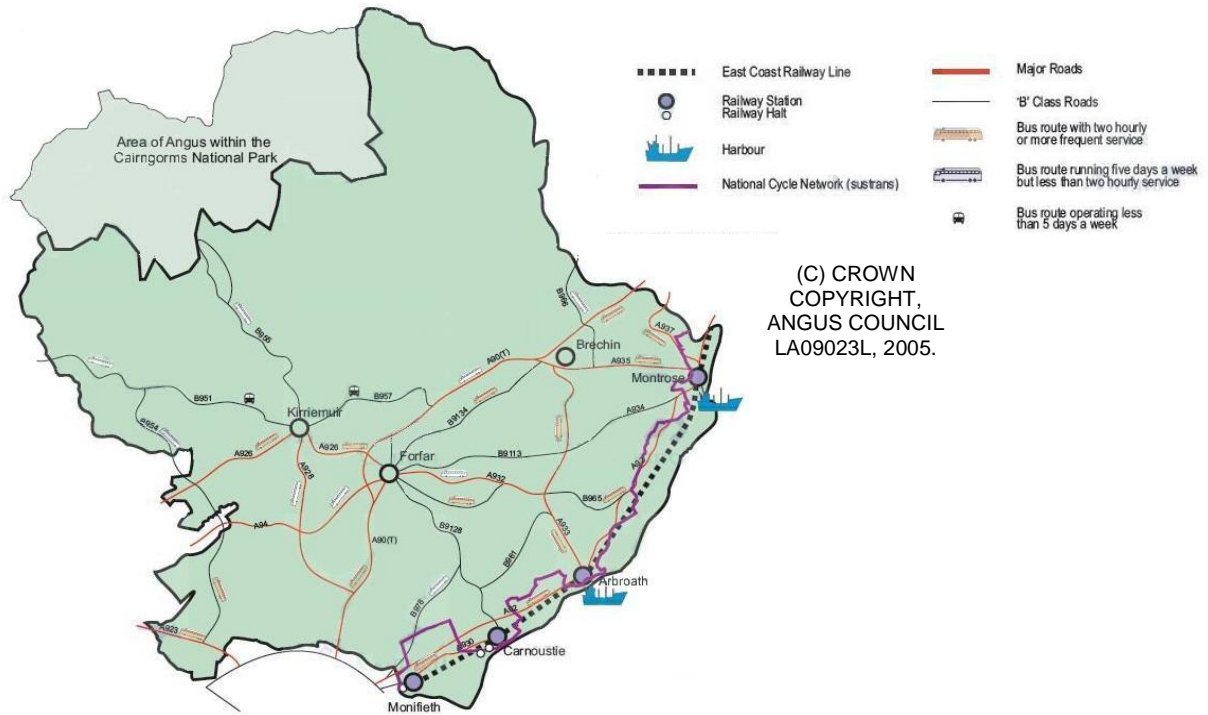 Area of Angus within the
Cairngorms National Park
East Coast Railway Line
Railway Station
Railway Halt
Harbour
National Cycle Network (sustrans)
Major Roads
'B' Class Roads
Bus route with two hourly
or more frequent service
Bus route running five days a week
but less than two hourly service
Bus route operating less
than 5 days a week
(C) CROWN
COPYRIGHT,
ANGUS COUNCIL
LA09023L, 2005.
B966
A937
B955
A90(T)
Brechin
A935
Montrose
B951
B957
B9134
A934
B954
Kirriemuir
A926
A926
B9113
A928
Forfar
A932
A92
B965
A94
A90(T)
B9128
A933
B961
Arbroath
B978
A92
A923
A930
Carnoustie
Monifieth